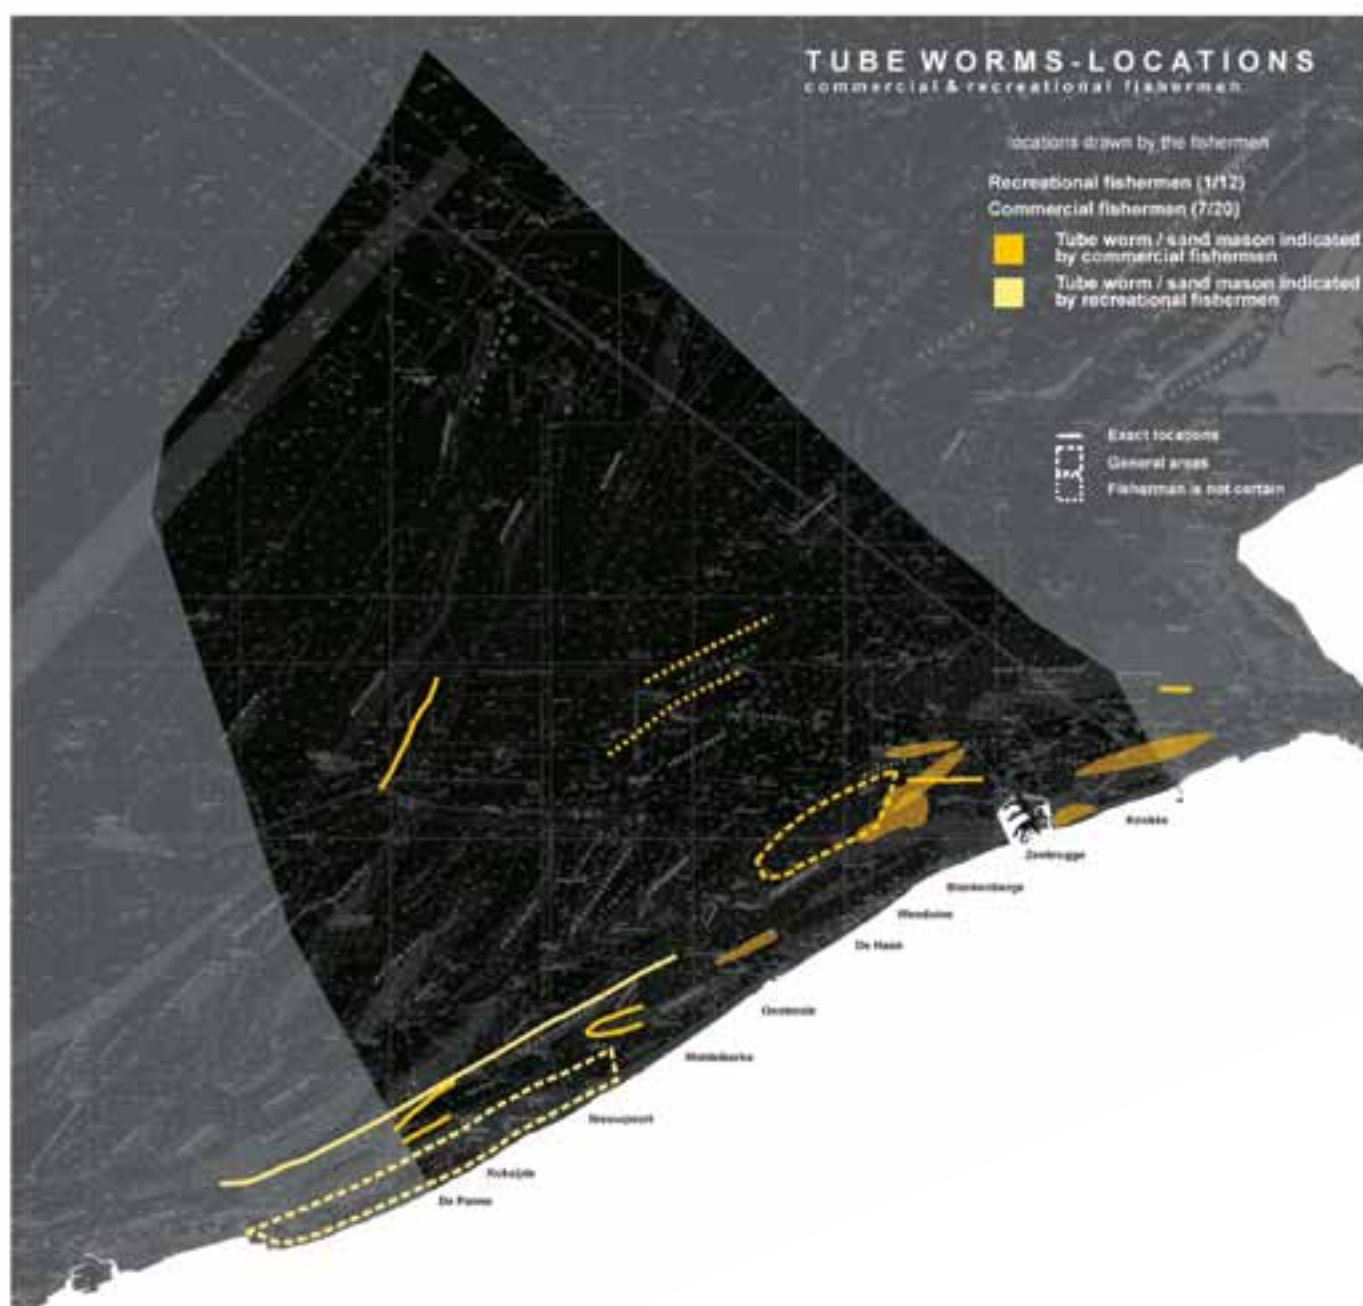 TUBE WORMS-LOCATIONS
commercial & recreational fishermen
locations drawn by the fishermen
Recreational fishermen (1/12)
Commercial fishermen (7/20)
Tube worm / sand mason indicated
by commercial fishermen
Tube worm / sand mason indicated
by recreational fishermen
Exact locations
General areas
Fisherman is not certain
Knokke
Zeebrugge
Blankenberge
Wenduine
De Haan
Oostende
Middelkerke
Nieuwpoort
Koksijde
De Panne